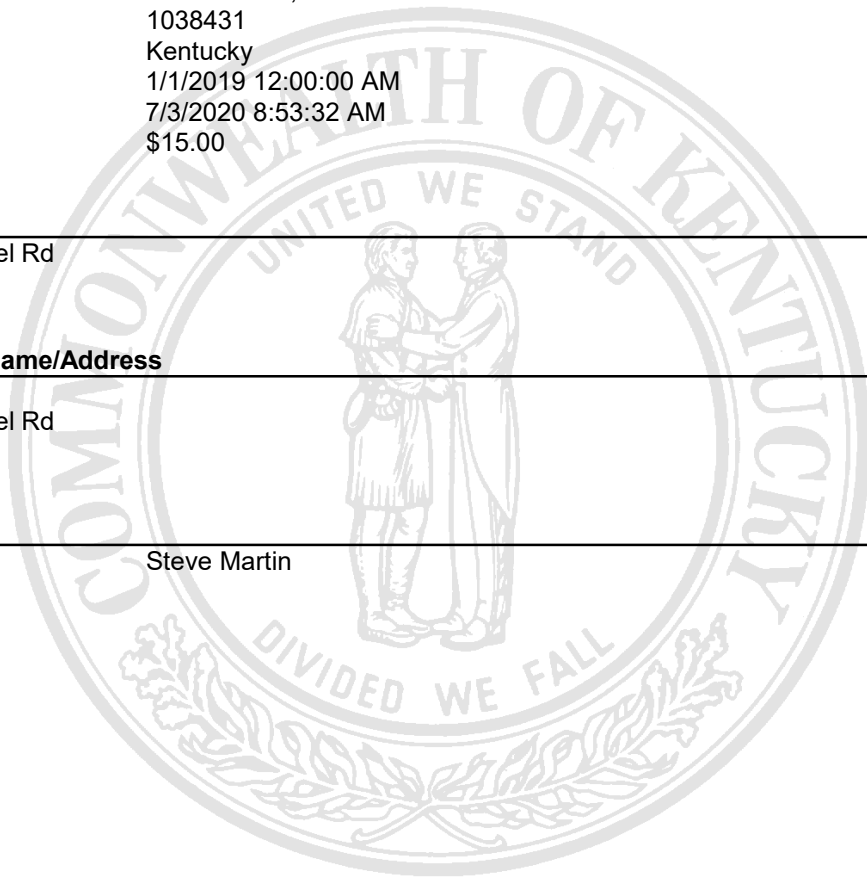 1038431
Kentucky
1/1/2019 12:00:00 AM
7/3/2020 8:53:32 AM
$15.00
el Rd
ame/Address
el Rd
Steve Martin
COMMONWEALTH OF KENTUCKY
UNITED WE STAND
DIVIDED WE FALL